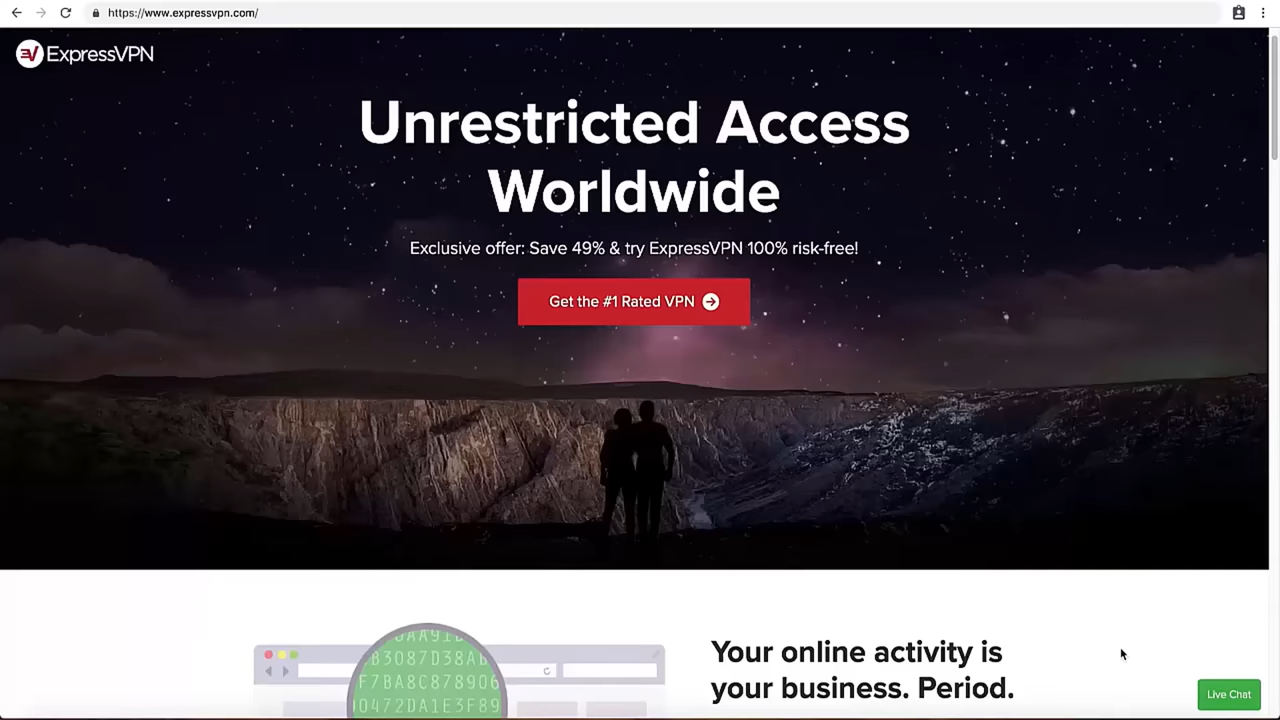 https://www.expressvpn.com/
ExpressVPN
Unrestricted Access
Worldwide
Exclusive offer: Save 49% & try ExpressVPN 100% risk-free!
Get the #1 Rated VPN
B3087D38AB
F7BA8C878906
0472DA1E3F89
Your online activity is
your business. Period.
Live Chat